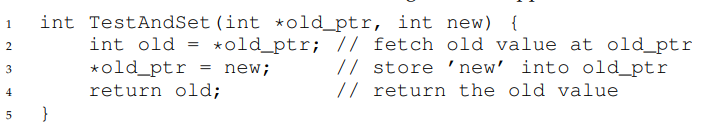 1 int TestAndSet(int *old_ptr, int new) {
2     int old = *old_ptr; // fetch old value at old_ptr
3     *old_ptr = new;     // store ’new’ into old_ptr
4     return old;         // return the old value
5 }